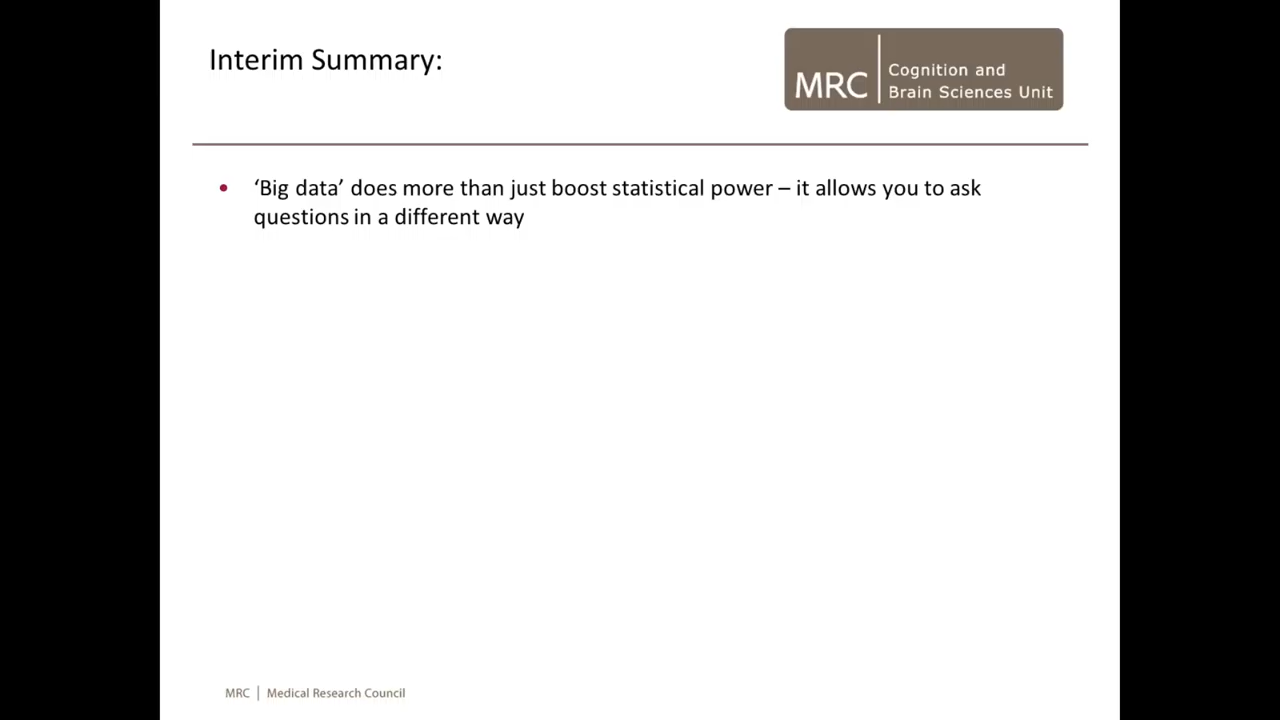 Interim Summary:
MRC
Cognition and
Brain Sciences Unit
• ‘Big data’ does more than just boost statistical power – it allows you to ask
questions in a different way
MRC | Medical Research Council